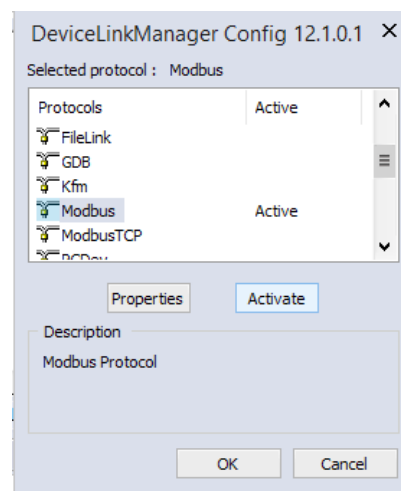 DeviceLinkManager Config 12.1.0.1
Selected protocol : Modbus
Protocols Active
FileLink
GDB
Kfm
Modbus Active
ModbusTCP
Properties Activate
Description
Modbus Protocol
OK Cancel